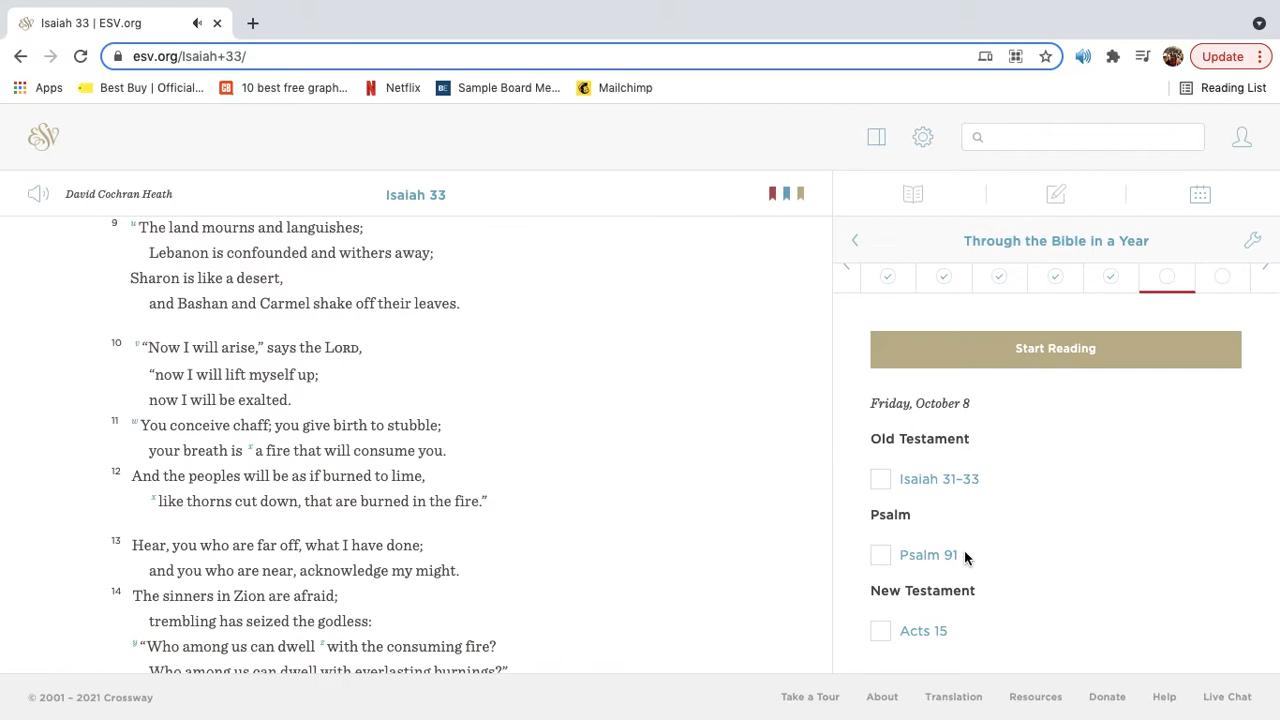 Isaiah 33 | ESV.org
esv.org/Isaiah+33/
Update
Apps
Best Buy | Official...
10 best free graph...
Netflix
Sample Board Me...
Mailchimp
Reading List
ESV
David Cochran Heath
Isaiah 33
9 u The land mourns and languishes;
Lebanon is confounded and withers away;
Sharon is like a desert,
and Bashan and Carmel shake off their leaves.
10 v “Now I will arise,” says the LORD,
“now I will lift myself up;
now I will be exalted.
11 w You conceive chaff; you give birth to stubble;
your breath is x a fire that will consume you.
12 And the peoples will be as if burned to lime,
x like thorns cut down, that are burned in the fire.”
13 Hear, you who are far off, what I have done;
and you who are near, acknowledge my might.
14 The sinners in Zion are afraid;
trembling has seized the godless:
y “Who among us can dwell z with the consuming fire?
Who among us can dwell with everlasting burnings?”
Through the Bible in a Year
Start Reading
Friday, October 8
Old Testament
Isaiah 31–33
Psalm
Psalm 91
New Testament
Acts 15
© 2001 – 2021 Crossway
Take a Tour
About
Translation
Resources
Donate
Help
Live Chat